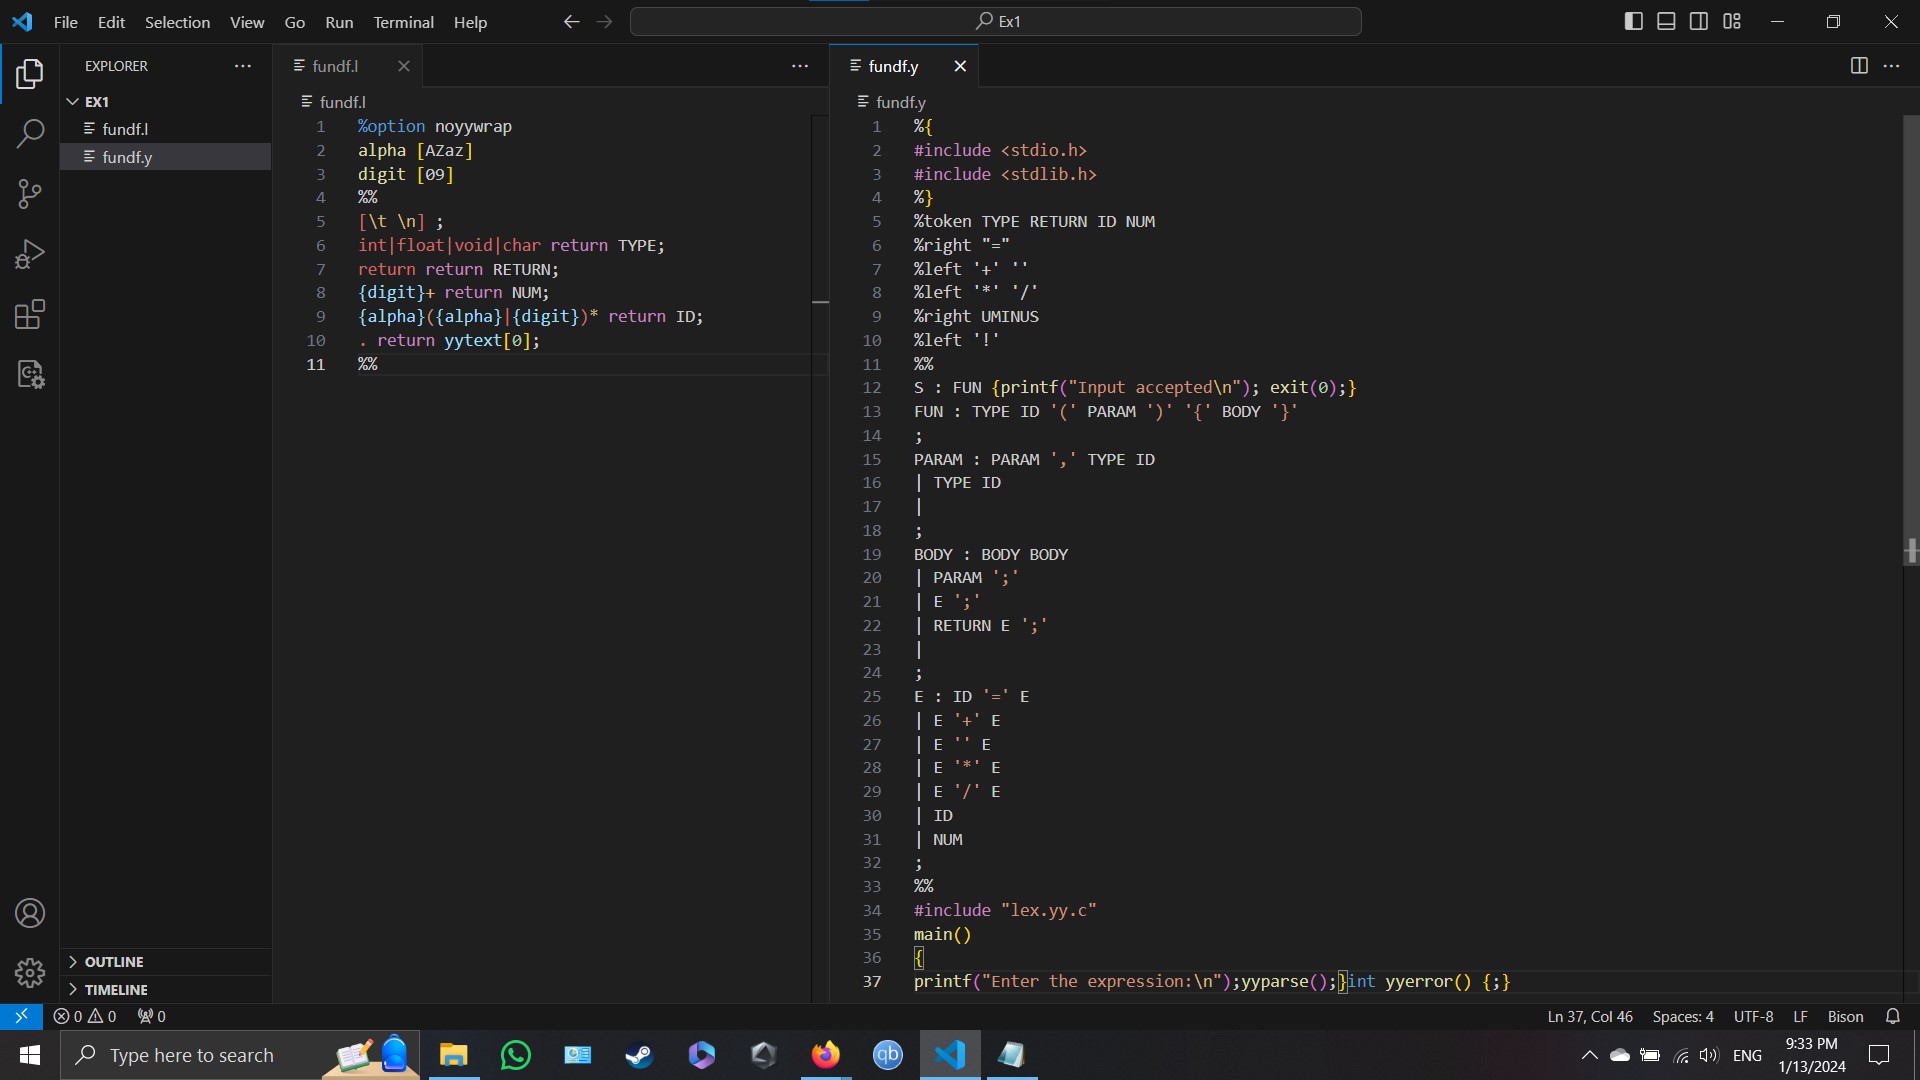 File Edit Selection View Go Run Terminal Help
Ex1
EXPLORER
EX1
fundf.l
fundf.y
OUTLINE
TIMELINE
fundf.l
fundf.l
1 %option noyywrap
2 alpha [AZaz]
3 digit [09]
4 %%
5 [\t \n] ;
6 int|float|void|char return TYPE;
7 return return RETURN;
8 {digit}+ return NUM;
9 {alpha}({alpha}|{digit})* return ID;
10 . return yytext[0];
11 %%
fundf.y
fundf.y
1 %{
2 #include <stdio.h>
3 #include <stdlib.h>
4 %}
5 %token TYPE RETURN ID NUM
6 %right "="
7 %left '+' ''
8 %left '*' '/'
9 %right UMINUS
10 %left '!'
11 %%
12 S : FUN {printf("Input accepted\n"); exit(0);}
13 FUN : TYPE ID '(' PARAM ')' '{' BODY '}'
14 ;
15 PARAM : PARAM ',' TYPE ID
16 | TYPE ID
17 |
18 ;
19 BODY : BODY BODY
20 | PARAM ';'
21 | E ';'
22 | RETURN E ';'
23 |
24 ;
25 E : ID '=' E
26 | E '+' E
27 | E '' E
28 | E '*' E
29 | E '/' E
30 | ID
31 | NUM
32 ;
33 %%
34 #include "lex.yy.c"
35 main()
36 {
37 printf("Enter the expression:\n");yyparse();}int yyerror() {;}
0 0 0
Ln 37, Col 46 Spaces: 4 UTF-8 LF Bison
Type here to search
qb
ENG
9:33 PM
1/13/2024